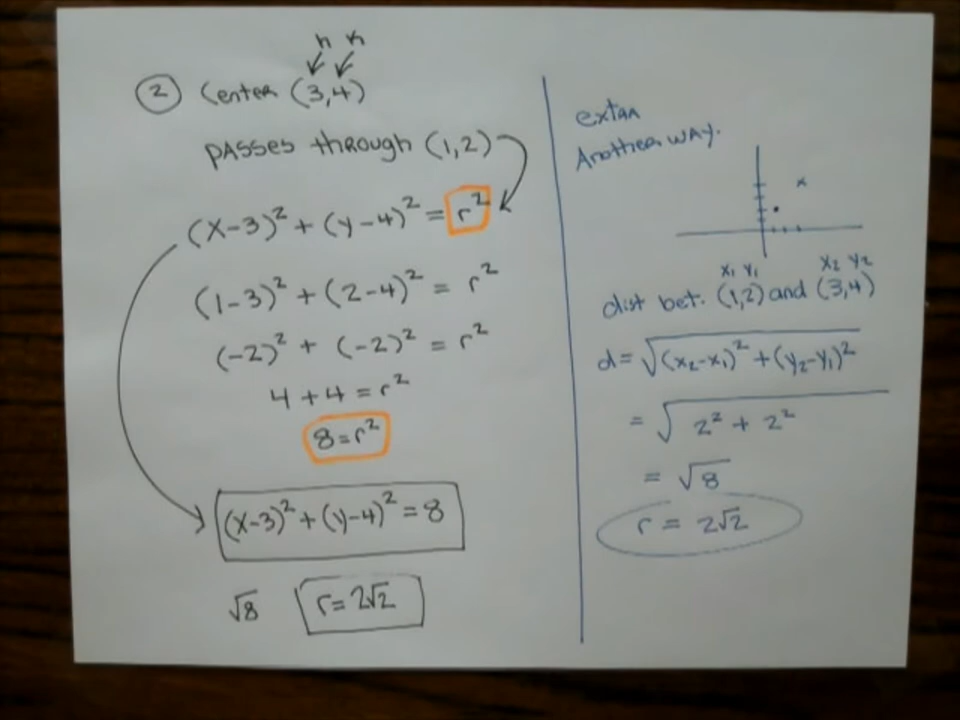 h k
② Center (3,4)
passes through (1,2)
(x-3)² + (y-4)² = r²
(1-3)² + (2-4)² = r²
(-2)² + (-2)² = r²
4 + 4 = r²
8 = r²
(x-3)² + (y-4)² = 8
√8 r = 2√2
extra
Another way.
x₁ y₁ x₂ y₂
dist bet. (1,2) and (3,4)
d = √(x₂-x₁)² + (y₂-y₁)²
= √2² + 2²
= √8
r = 2√2